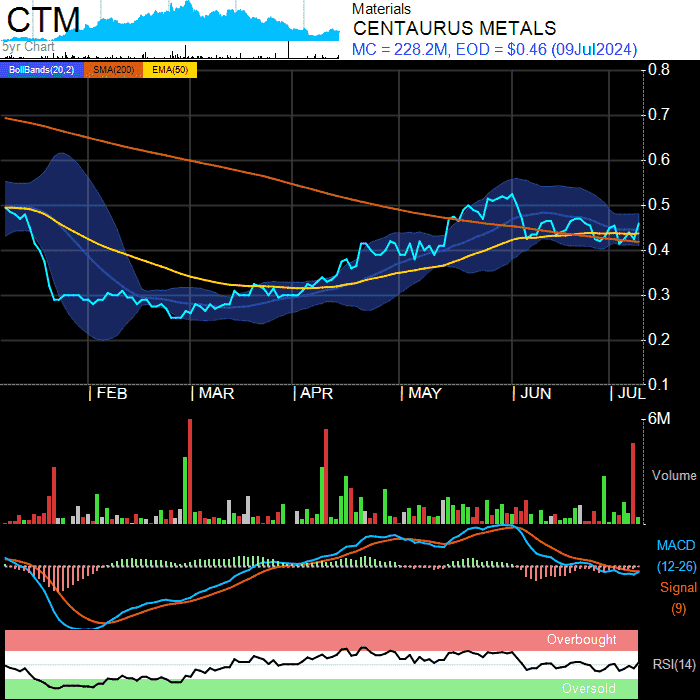 CTM
5yr Chart
Materials
CENTAURUS METALS
MC = 228.2M, EOD = $0.46 (09Jul2024)
BollBands(20,2) SMA(200) EMA(50)
0.8
0.7
0.6
0.5
0.4
0.3
0.2
0.1
FEB MAR APR MAY JUN JUL
6M
Volume
MACD
(12-26)
Signal
(9)
Overbought
RSI(14)
Oversold